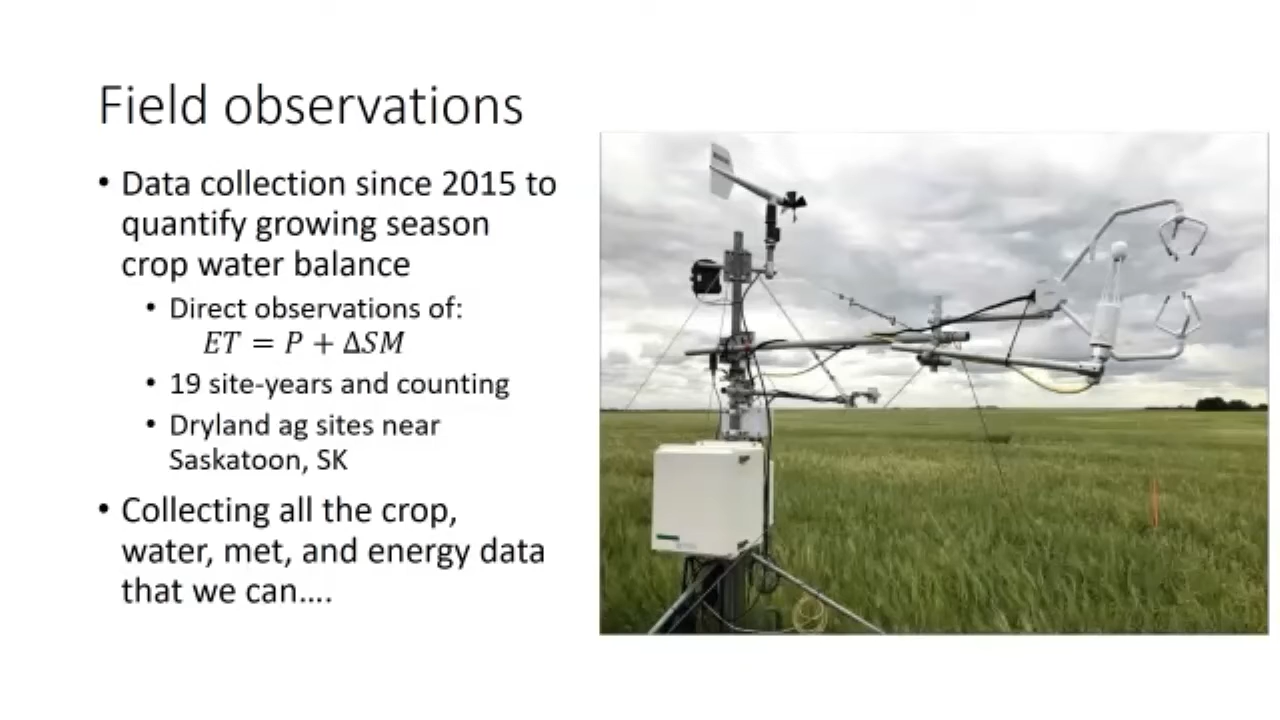 Field observations
• Data collection since 2015 to
quantify growing season
crop water balance
• Direct observations of:
ET = P + ΔSM
• 19 site-years and counting
• Dryland ag sites near
Saskatoon, SK
• Collecting all the crop,
water, met, and energy data
that we can....